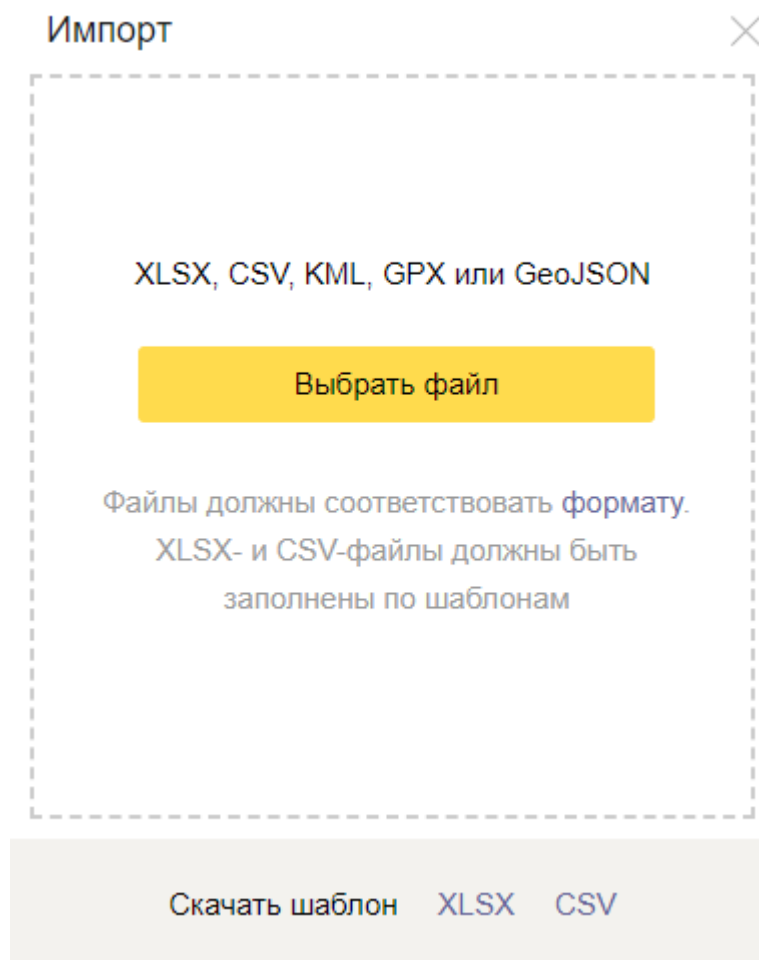 Импорт
XLSX, CSV, KML, GPX или GeoJSON
Выбрать файл
Файлы должны соответствовать формату.
XLSX- и CSV-файлы должны быть
заполнены по шаблонам
Скачать шаблон XLSX CSV